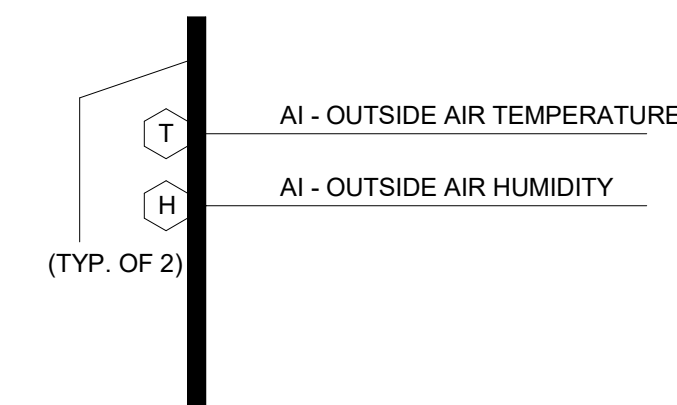 T AI - OUTSIDE AIR TEMPERATURE
H AI - OUTSIDE AIR HUMIDITY
(TYP. OF 2)